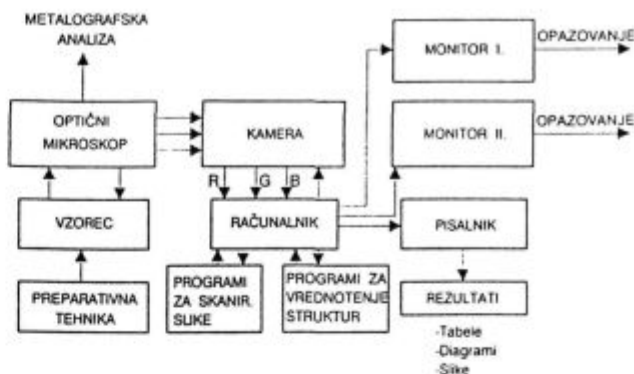 METALOGRAFSKA
ANALIZA
OPTIČNI
MIKROSKOP
KAMERA
MONITOR I.
OPAZOVANJE
MONITOR II.
OPAZOVANJE
R
G
B
VZOREC
RAČUNALNIK
PISALNIK
PREPARATIVNA
TEHNIKA
PROGRAMI
ZA SKANIR.
SLIKE
PROGRAMI ZA
VREDNOTENJE
STRUKTUR
REZULTATI
-Tabele
-Diagrami
-Slike